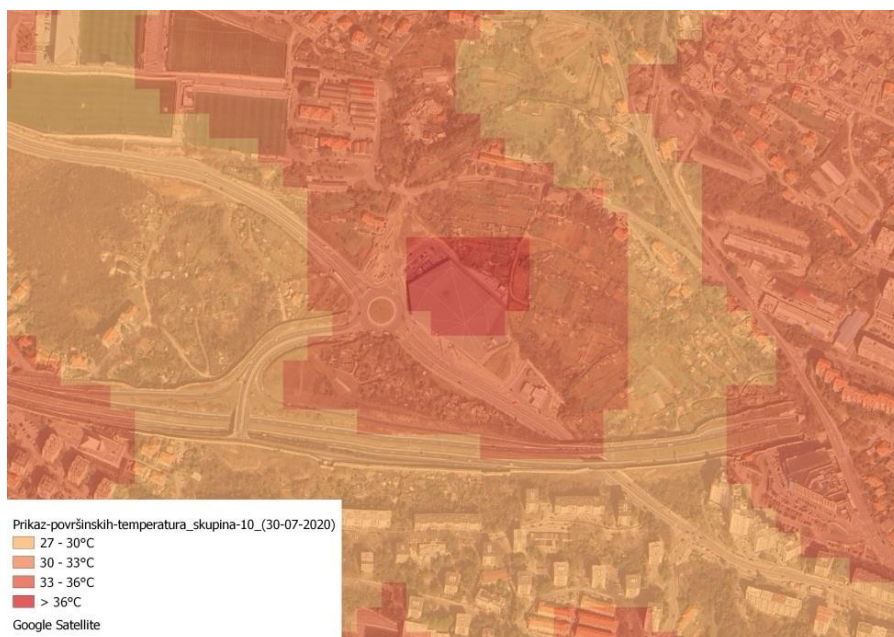 Prikaz-površinskih-temperatura_skupina-10_(30-07-2020)
27 - 30°C
30 - 33°C
33 - 36°C
> 36°C
Google Satellite